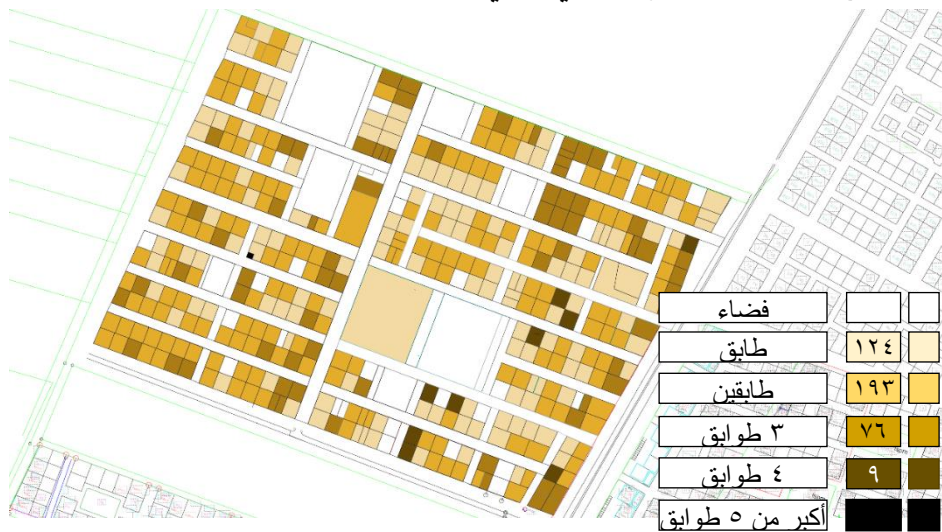 فضاء
طابق ١٢٤
طابقين ١٩٣
٣ طوابق ٧٦
٤ طوابق ٩
أكبر من ٥ طوابق